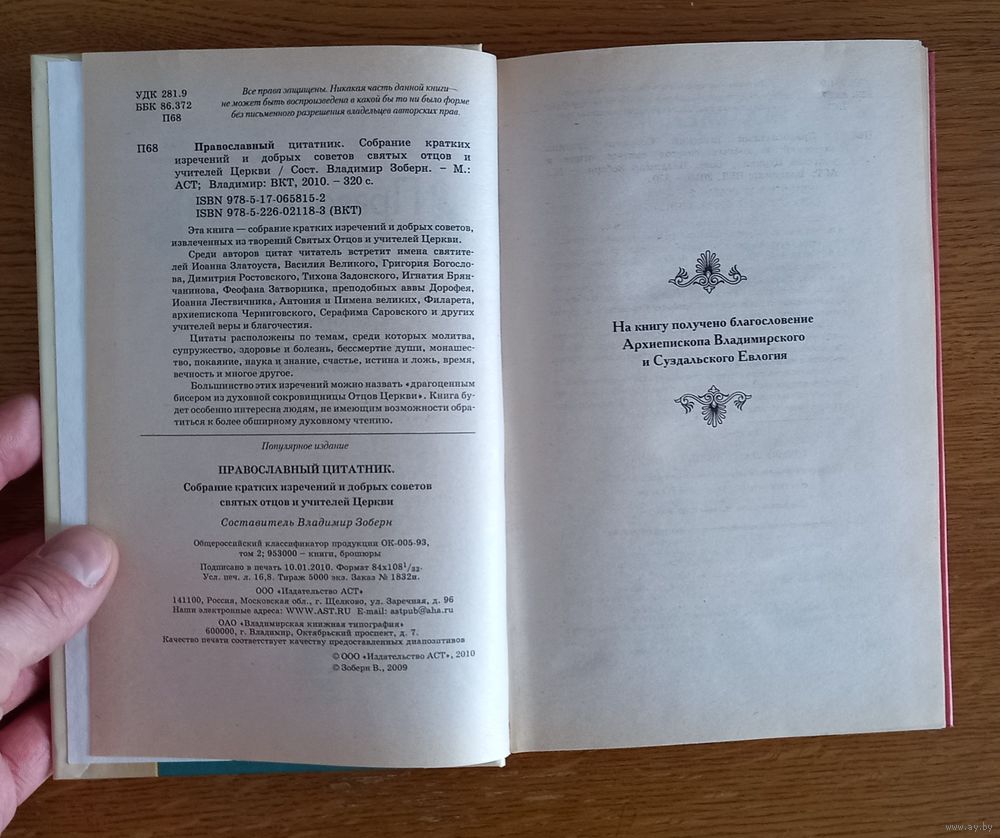 УДК 281.9
ББК 86.372
П68
Все права защищены. Никакая часть данной книги—
не может быть воспроизведена в какой бы то ни было форме
без письменного разрешения владельцев авторских прав.
П68 Православный цитатник. Собрание кратких
изречений и добрых советов святых отцов и
учителей Церкви / Сост. Владимир Зоберн. – М.:
АСТ; Владимир: ВКТ, 2010. – 320 с.
ISBN 978-5-17-065815-2
ISBN 978-5-226-02118-3 (ВКТ)
Эта книга — собрание кратких изречений и добрых советов,
извлеченных из творений Святых Отцов и учителей Церкви.
Среди авторов цитат читатель встретит имена святите-
лей Иоанна Златоуста, Василия Великого, Григория Богосло-
ва, Димитрия Ростовского, Тихона Задонского, Игнатия Брян-
чанинова, Феофана Затворника, преподобных аввы Дорофея,
Иоанна Лествичника, Антония и Пимена великих, Филарета,
архиепископа Черниговского, Серафима Саровского и других
учителей веры и благочестия.
Цитаты расположены по темам, среди которых молитва,
супружество, здоровье и болезнь, бессмертие души, монашест-
во, покаяние, наука и знание, счастье, истина и ложь, время,
вечность и многое другое.
Большинство этих изречений можно назвать «драгоценным
бисером из духовной сокровищницы Отцов Церкви». Книга бу-
дет особенно интересна людям, не имеющим возможности обра-
титься к более обширному духовному чтению.
Популярное издание
ПРАВОСЛАВНЫЙ ЦИТАТНИК.
Собрание кратких изречений и добрых советов
святых отцов и учителей Церкви
Составитель Владимир Зоберн
Общероссийский классификатор продукции ОК-005-93,
том 2; 953000 – книги, брошюры
Подписано в печать 10.01.2010. Формат 84х108 1/32.
Усл. печ. л. 16,8. Тираж 5000 экз. Заказ № 1832и.
ООО «Издательство АСТ»
141100, Россия, Московская обл., г. Щелково, ул. Заречная, д. 96
Наши электронные адреса: WWW.AST.RU E-mail: astpub@aha.ru
ОАО «Владимирская книжная типография»
600000, г. Владимир, Октябрьский проспект, д. 7.
Качество печати соответствует качеству предоставленных диапозитивов
© ООО «Издательство АСТ», 2010
© Зоберн В., 2009
На книгу получено благословение
Архиепископа Владимирского
и Суздальского Евлогия
www.ay.by